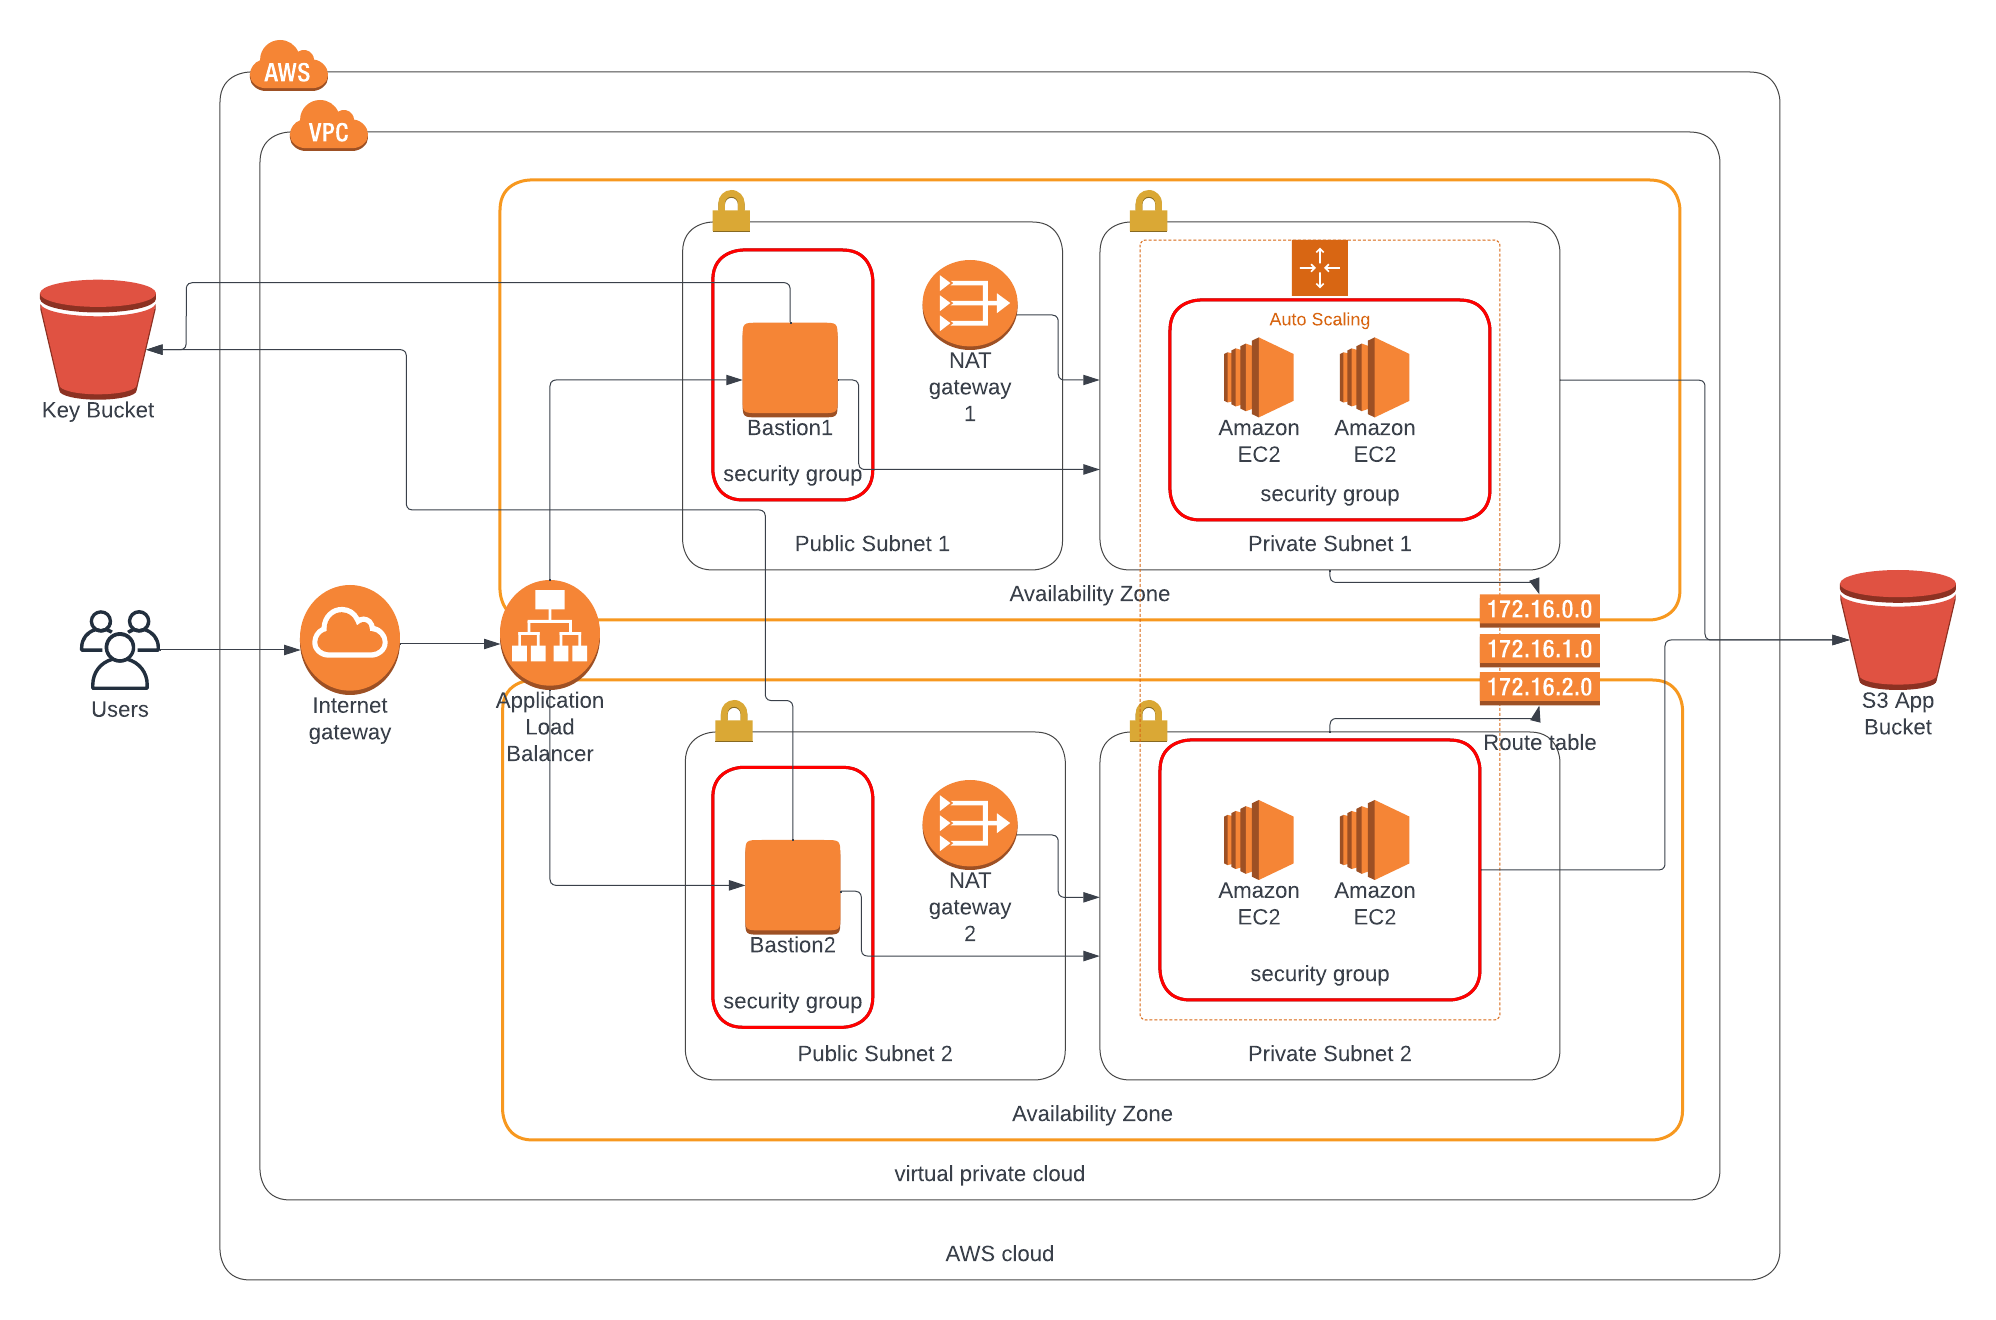 AWS
VPC
Key Bucket
Users
Internet
gateway
Application
Load
Balancer
Bastion1
security group
NAT
gateway
1
Public Subnet 1
Auto Scaling
Amazon
EC2
Amazon
EC2
security group
Private Subnet 1
Availability Zone
172.16.0.0
172.16.1.0
172.16.2.0
Route table
S3 App
Bucket
Bastion2
security group
NAT
gateway
2
Public Subnet 2
Amazon
EC2
Amazon
EC2
security group
Private Subnet 2
Availability Zone
virtual private cloud
AWS cloud